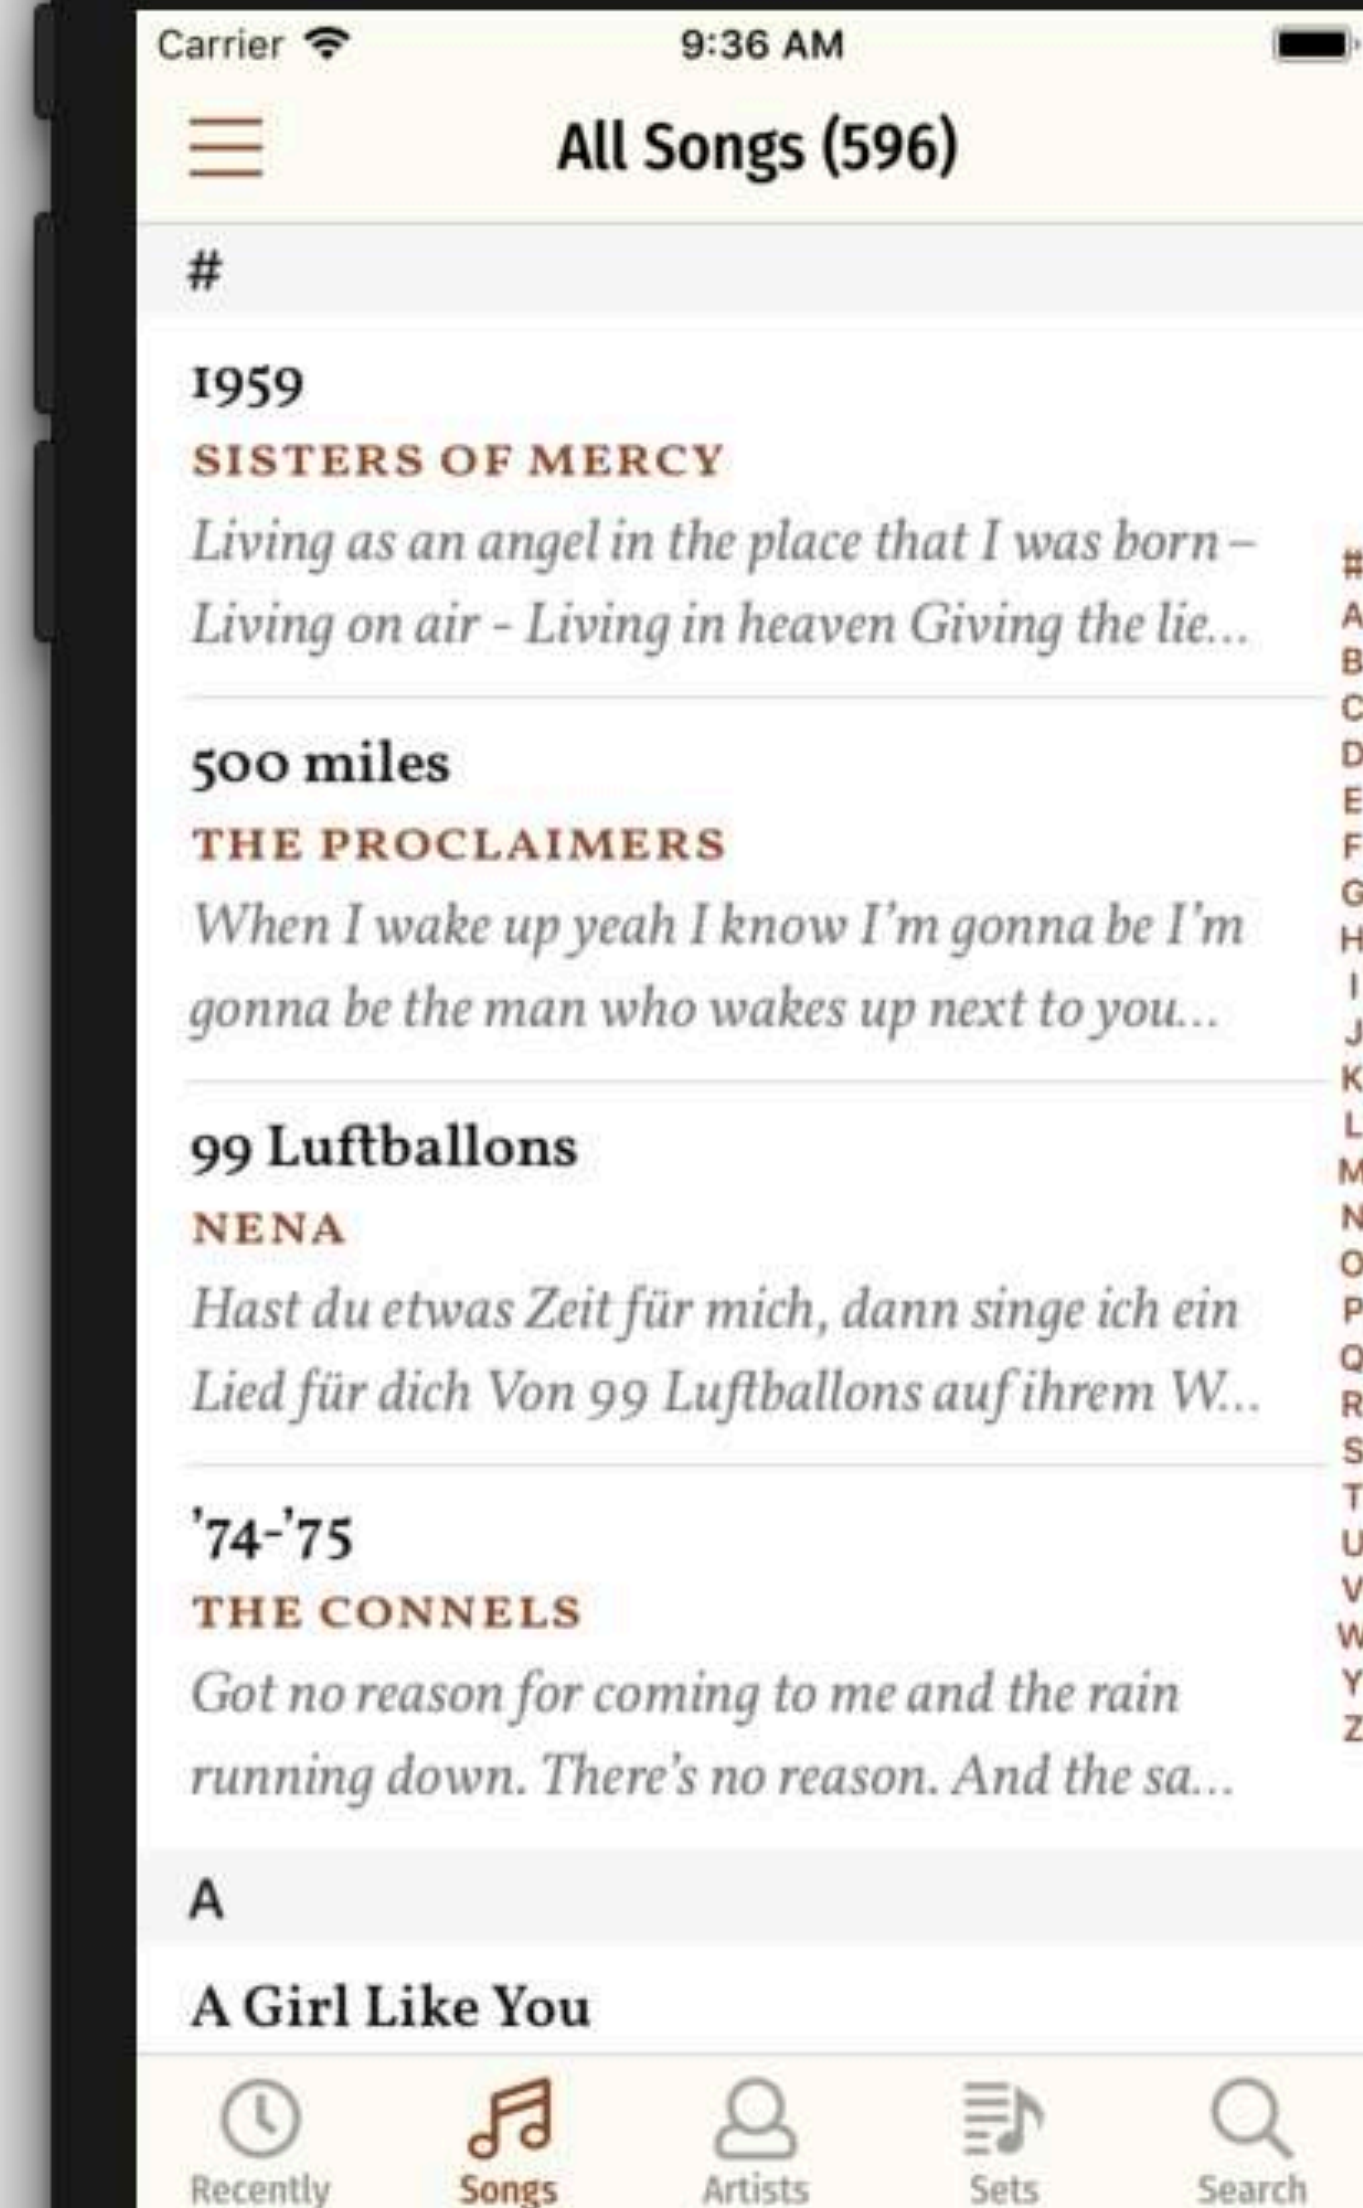 Carrier
9:36 AM
All Songs (596)
#
1959
SISTERS OF MERCY
Living as an angel in the place that I was born –
Living on air - Living in heaven Giving the lie...
500 miles
THE PROCLAIMERS
When I wake up yeah I know I’m gonna be I’m
gonna be the man who wakes up next to you...
99 Luftballons
NENA
Hast du etwas Zeit für mich, dann singe ich ein
Lied für dich Von 99 Luftballons auf ihrem W...
’74-’75
THE CONNELS
Got no reason for coming to me and the rain
running down. There’s no reason. And the sa...
A
A Girl Like You
#
A
B
C
D
E
F
G
H
I
J
K
L
M
N
O
P
Q
R
S
T
U
V
W
Y
Z
Recently
Songs
Artists
Sets
Search